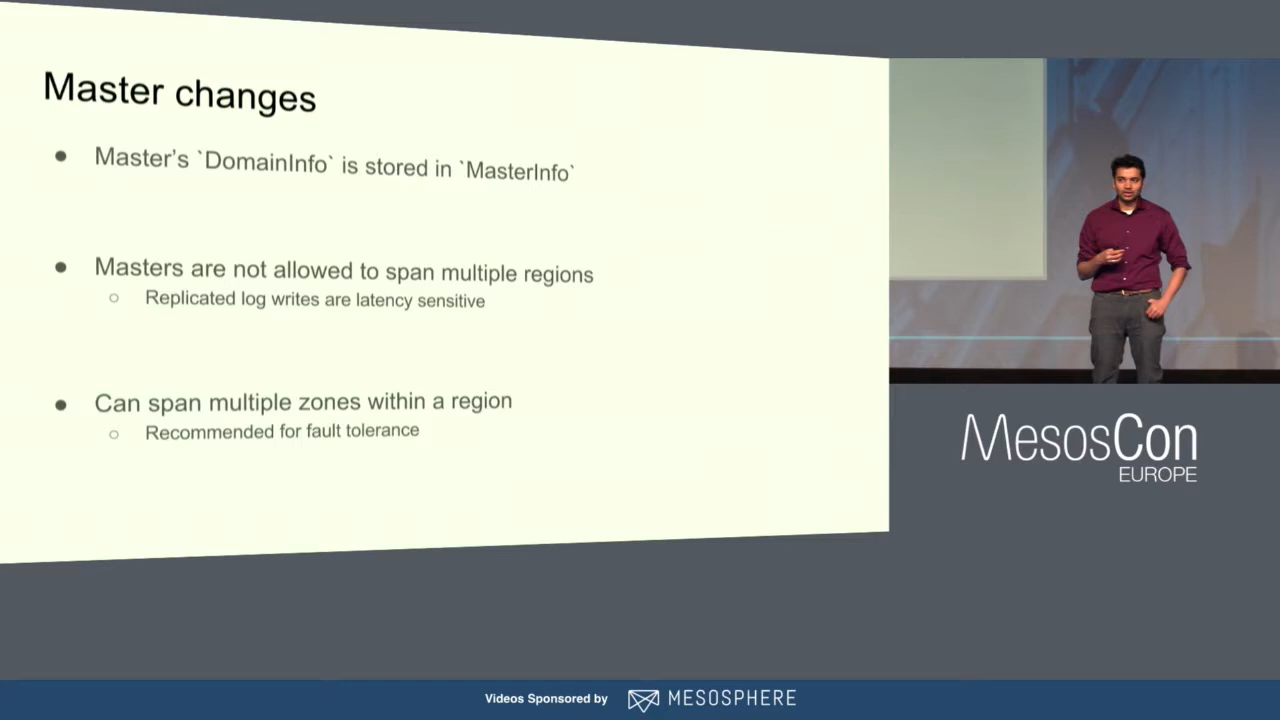 Master changes
● Master's `DomainInfo` is stored in `MasterInfo`
● Masters are not allowed to span multiple regions
○ Replicated log writes are latency sensitive
● Can span multiple zones within a region
○ Recommended for fault tolerance
MesosCon
EUROPE
Videos Sponsored by MESOSPHERE